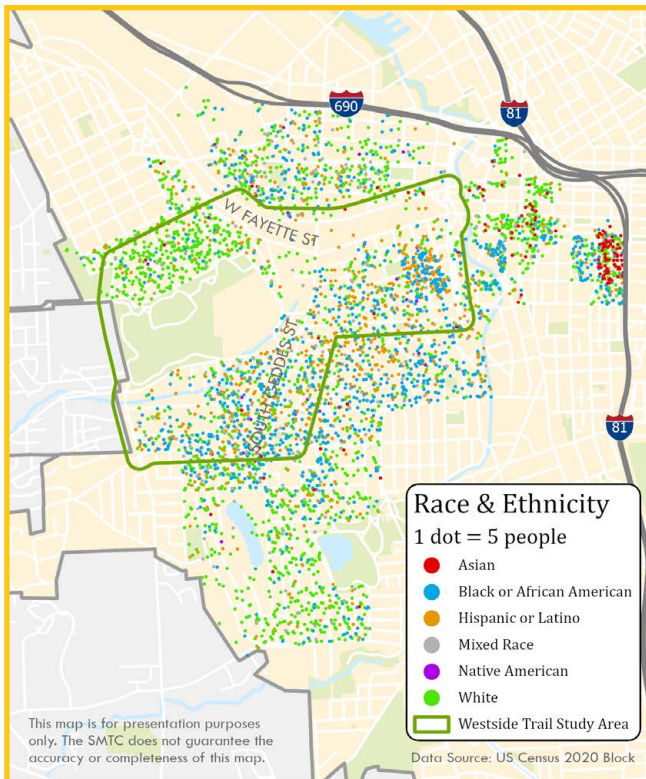 690
81
W FAYETTE ST
SOUTH GEDDES ST
81
Race & Ethnicity
1 dot = 5 people
Asian
Black or African American
Hispanic or Latino
Mixed Race
Native American
White
Westside Trail Study Area
This map is for presentation purposes
only. The SMTC does not guarantee the
accuracy or completeness of this map.
Data Source: US Census 2020 Block